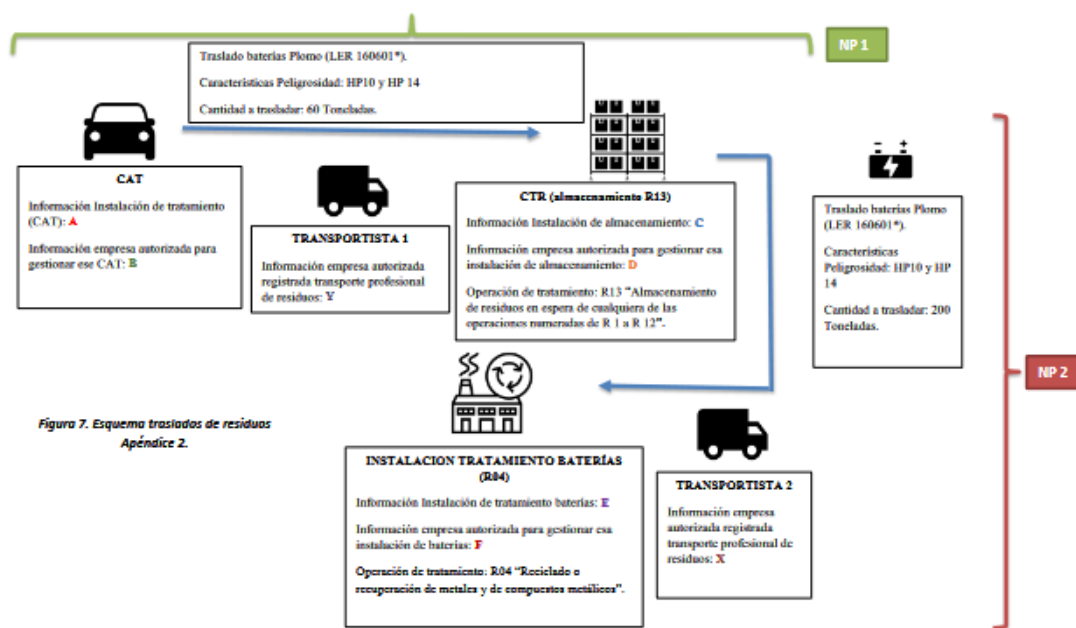 NP 1
Traslado baterías Plomo (LER 160601*).
Características Peligrosidad: HP10 y HP 14
Cantidad a trasladar: 60 Toneladas.
CAT
Información Instalación de tratamiento
(CAT): A
Información empresa autorizada para
gestionar ese CAT: B
TRANSPORTISTA 1
Información empresa autorizada
registrada transporte profesional
de residuos: Y
CTR (almacenamiento R13)
Información Instalación de almacenamiento: C
Información empresa autorizada para gestionar esa
instalación de almacenamiento: D
Operación de tratamiento: R13 "Almacenamiento
de residuos en espera de cualquiera de las
operaciones numeradas de R 1 a R 12".
- +
Traslado baterías Plomo
(LER 160601*).
Características
Peligrosidad: HP10 y HP
14
Cantidad a trasladar: 200
Toneladas.
NP 2
Figura 7. Esquema traslados de residuos
Apéndice 2.
INSTALACION TRATAMIENTO BATERÍAS
(R04)
Información Instalación de tratamiento baterías: E
Información empresa autorizada para gestionar esa
instalación de baterías: F
Operación de tratamiento: R04 "Reciclado o
recuperación de metales y de compuestos metálicos".
TRANSPORTISTA 2
Información empresa
autorizada registrada
transporte profesional de
residuos: X